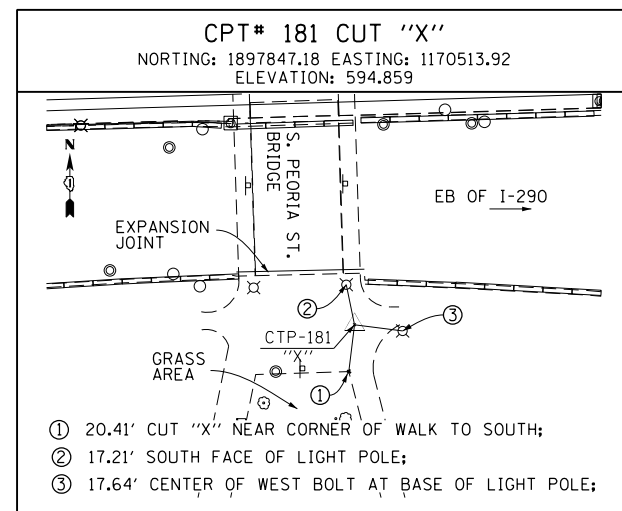 CPT# 181 CUT "X"
NORTING: 1897847.18 EASTING: 1170513.92
ELEVATION: 594.859
N
S. PEORIA ST.
BRIDGE
EB OF I-290
EXPANSION
JOINT
2
3
CTP-181
"X"
GRASS
AREA
1
1 20.41' CUT "X" NEAR CORNER OF WALK TO SOUTH;
2 17.21' SOUTH FACE OF LIGHT POLE;
3 17.64' CENTER OF WEST BOLT AT BASE OF LIGHT POLE;